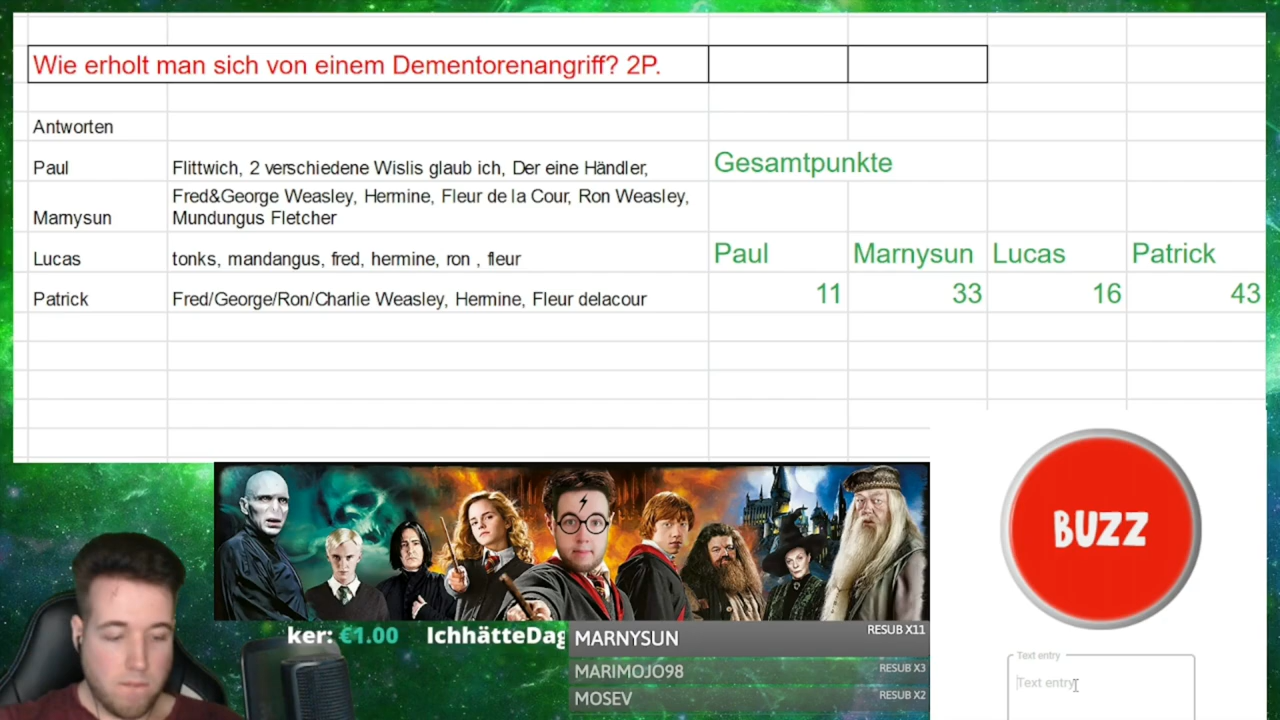 Wie erholt man sich von einem Dementorenangriff? 2P.
Antworten
Paul Flittwich, 2 verschiedene Wislis glaub ich, Der eine Händler,
Gesamtpunkte
Marnysun Fred&George Weasley, Hermine, Fleur de la Cour, Ron Weasley,
Mundungus Fletcher
Lucas tonks, mandangus, fred, hermine, ron , fleur
Paul Marnysun Lucas Patrick
Patrick Fred/George/Ron/Charlie Weasley, Hermine, Fleur delacour
11 33 16 43
BUZZ
ker: €1.00 IchhätteDag
MARNYSUN RESUB X11
MARIMOJO98 RESUB X3
MOSEV RESUB X2
Text entry
Text entry